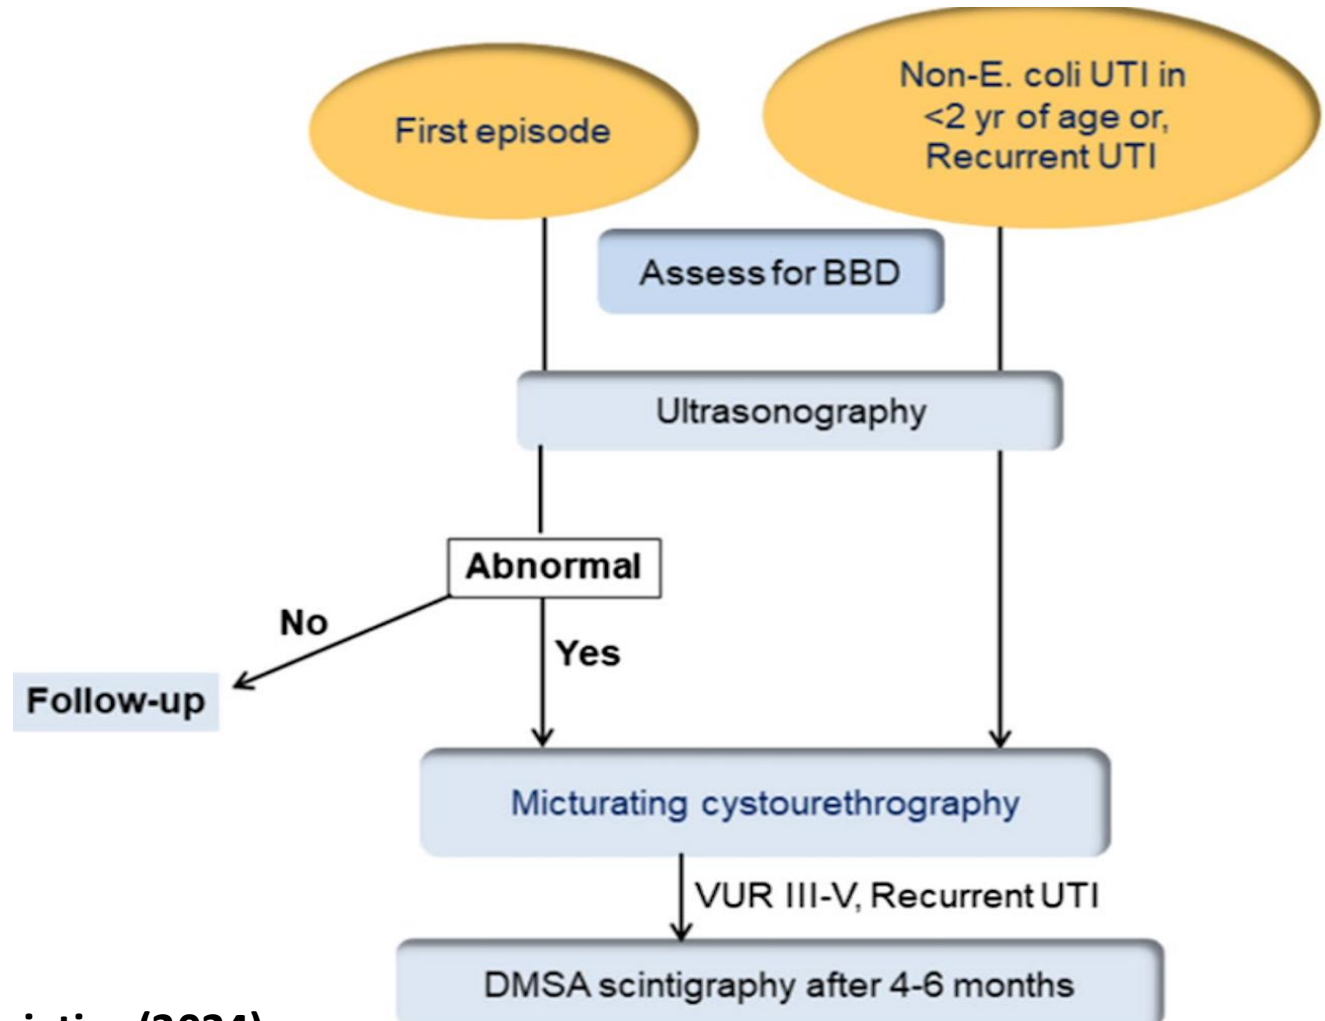 First episode
Non-E. coli UTI in
<2 yr of age or,
Recurrent UTI
Assess for BBD
Ultrasonography
Abnormal
No
Yes
Follow-up
Micturating cystourethrography
VUR III-V, Recurrent UTI
DMSA scintigraphy after 4-6 months
(2024)